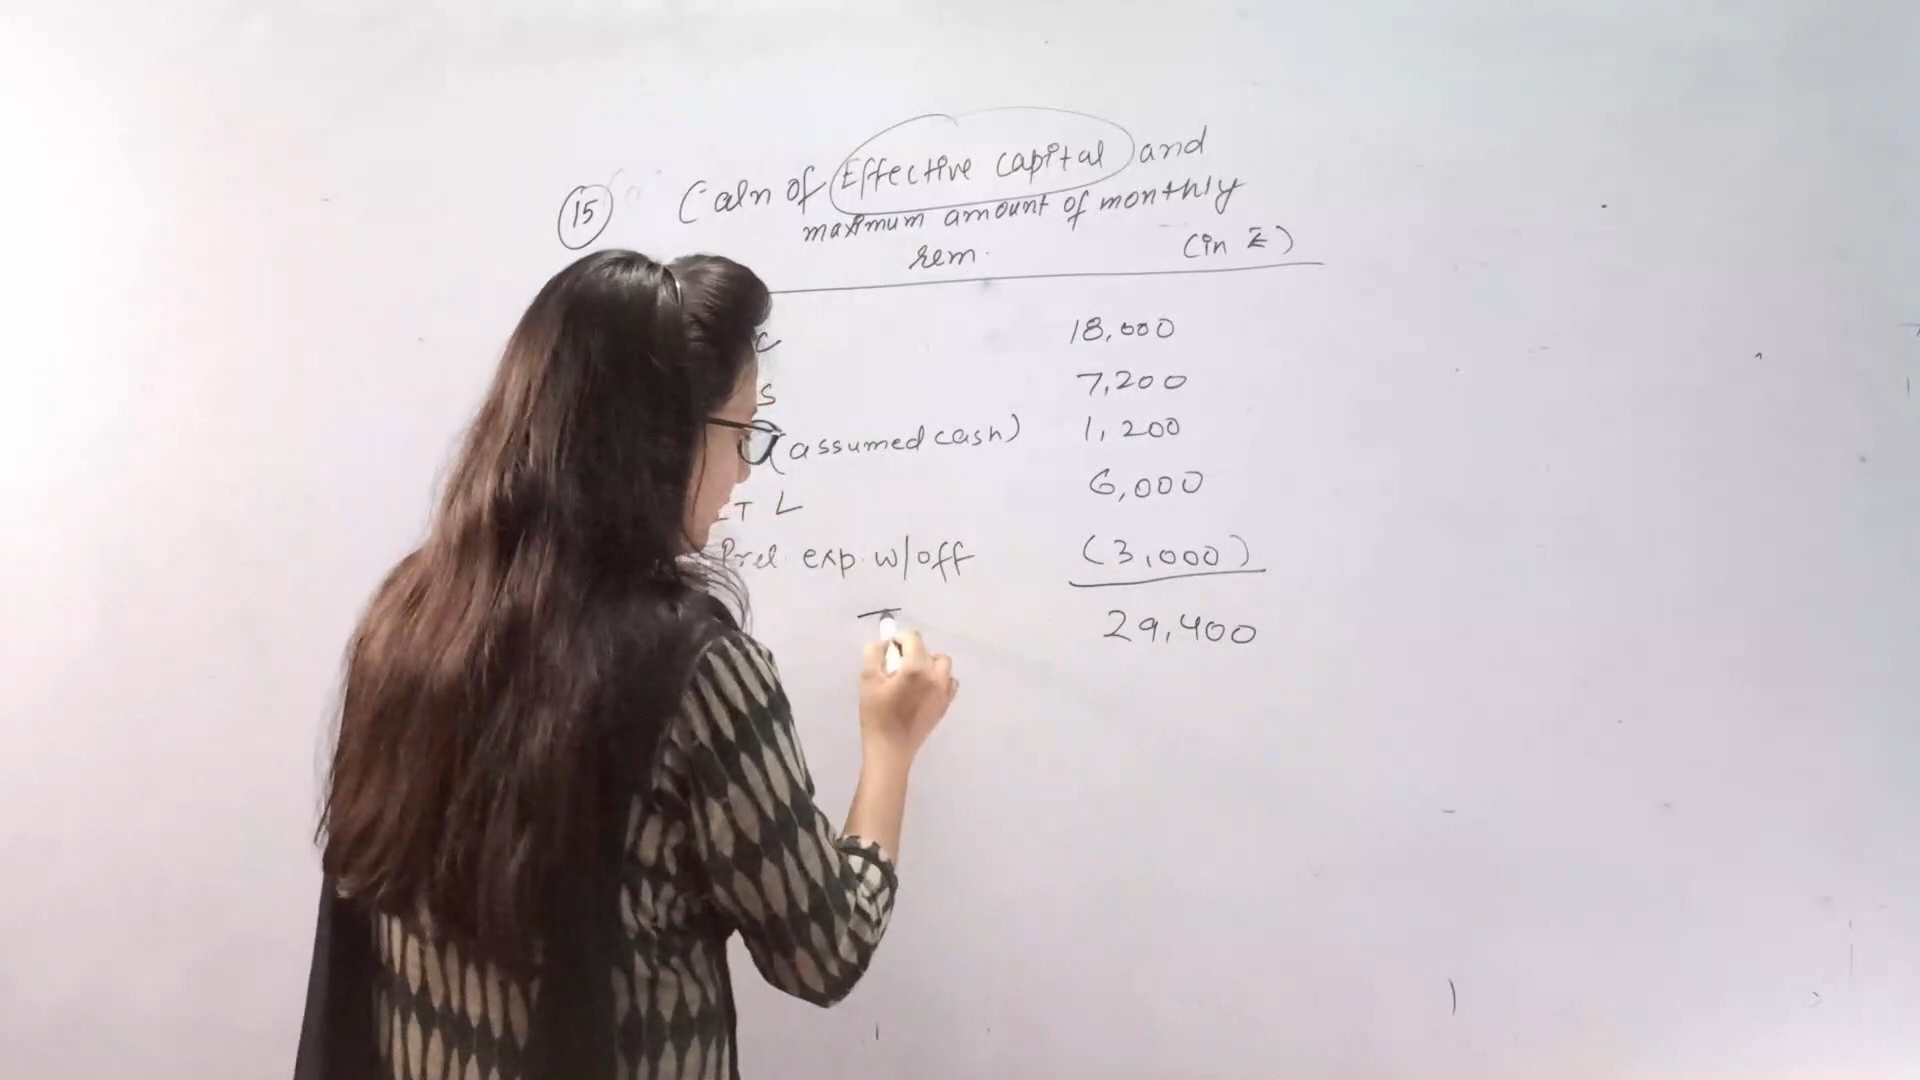 15 Caln of Effective capital and
maximum amount of monthly
rem. (in ₹)
18,000
7,200
(assumed cash) 1,200
LTL 6,000
Prel. exp. w/off (3,000)
29,400